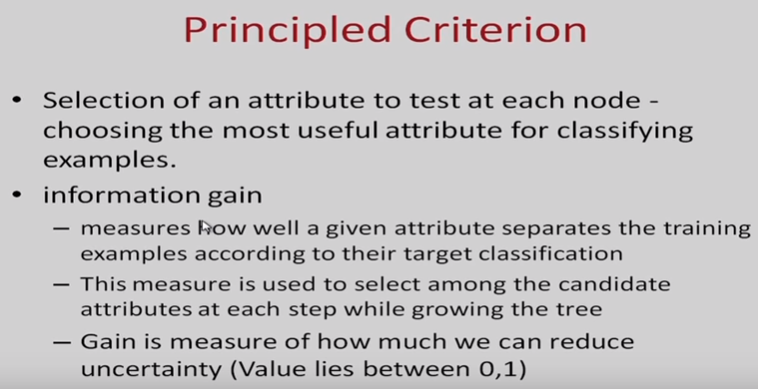 Principled Criterion
• Selection of an attribute to test at each node -
choosing the most useful attribute for classifying
examples.
• information gain
– measures how well a given attribute separates the training
examples according to their target classification
– This measure is used to select among the candidate
attributes at each step while growing the tree
– Gain is measure of how much we can reduce
uncertainty (Value lies between 0,1)